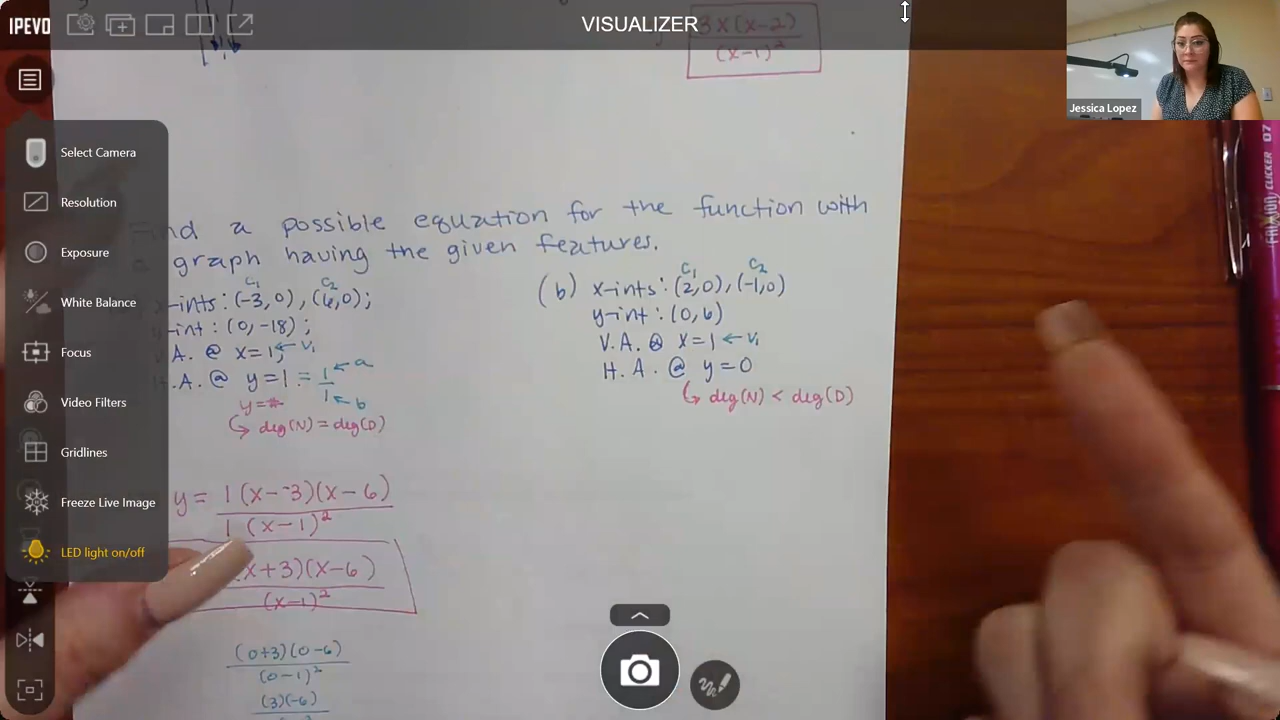 IPEVO
VISUALIZER
Jessica Lopez
Select Camera
Resolution
Exposure
White Balance
Focus
Video Filters
Gridlines
Freeze Live Image
LED light on/off
3x(x-2)
(x-1)²
a possible equation for the function with
graph having the given features.
C₁ C₂
x-ints: (-3,0), (6,0);
int: (0,-18);
V.A. @ x=1; ← V₁
H.A. @ y=1 = 1/1 ← a ← b
y=#
↳ deg(N) = deg(D)
y = 1(x--3)(x-6)
1(x-1)²
(x+3)(x-6)
(x-1)²
(0+3)(0-6)
(0-1)²
(3)(-6)
C₁ C₂
(b) x-ints: (2,0), (-1,0)
y-int: (0,6)
V.A. @ x=1 ← V₁
H.A. @ y=0
↳ deg(N) < deg(D)
CLICKER 07